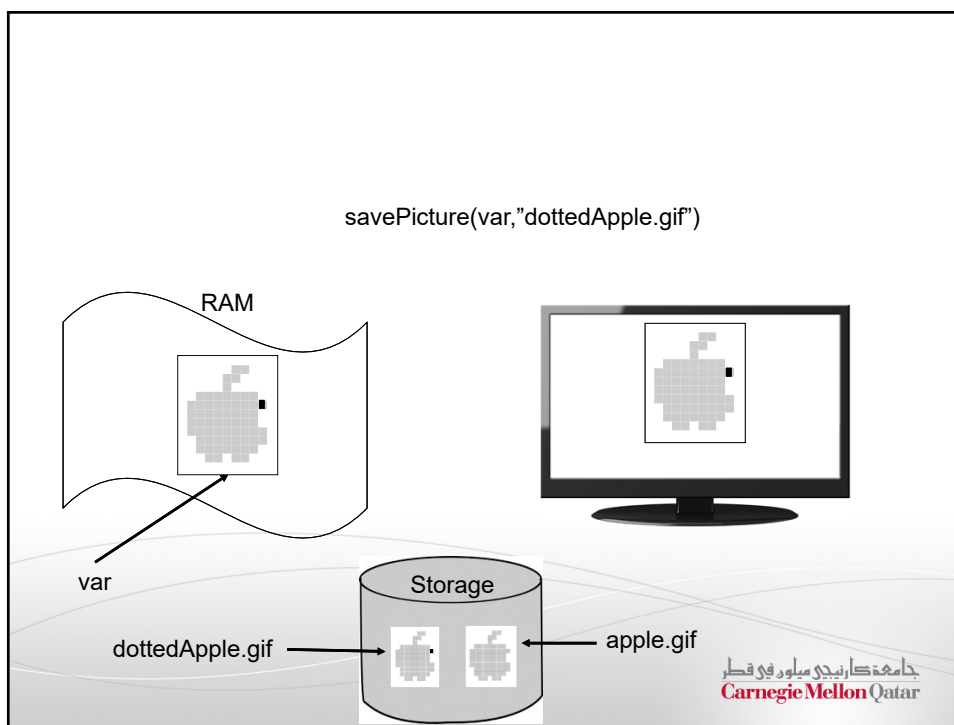 savePicture(var,”dottedApple.gif”)
RAM
var
Storage
dottedApple.gif
apple.gif
جامعة كارنيجي ميلون في قطر
Carnegie Mellon Qatar